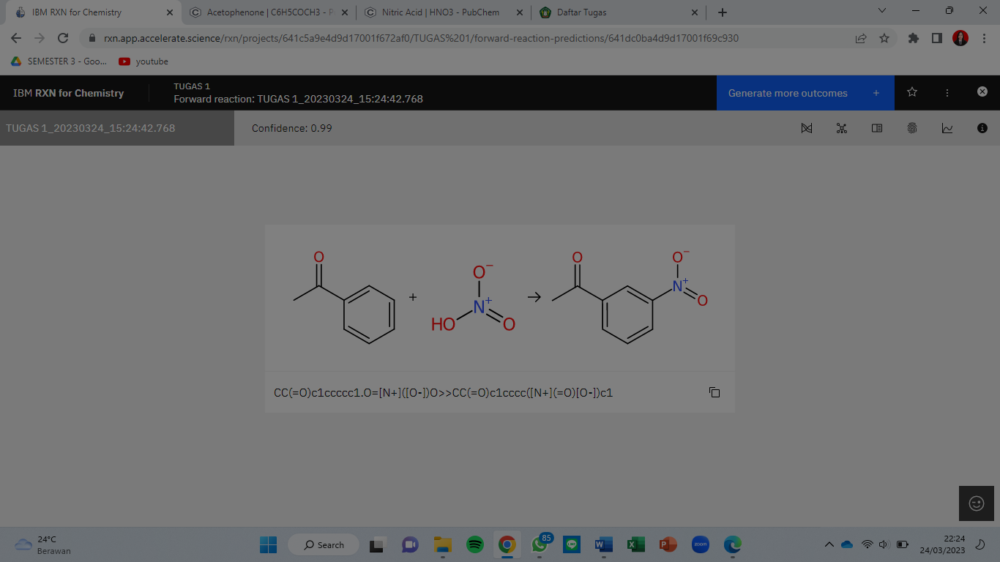 IBM RXN for Chemistry
Acetophenone | C6H5COCH3 - P
Nitric Acid | HNO3 - PubChem
Daftar Tugas
rxn.app.accelerate.science/rxn/projects/641c5a9e4d9d17001f672af0/TUGAS%201/forward-reaction-predictions/641dc0ba4d9d17001f69c930
SEMESTER 3 - Goo...
youtube
IBM RXN for Chemistry
TUGAS 1
Forward reaction: TUGAS 1_20230324_15:24:42.768
Generate more outcomes +
TUGAS 1_20230324_15:24:42.768
Confidence: 0.99
O
+
O−
N+
HO
O
O
O−
N+
O
CC(=O)c1ccccc1.O=[N+]([O-])O>>CC(=O)c1cccc([N+](=O)[O-])c1
24°C
Berawan
Search
85
LINE
W
X
P
zoom
22:24
24/03/2023